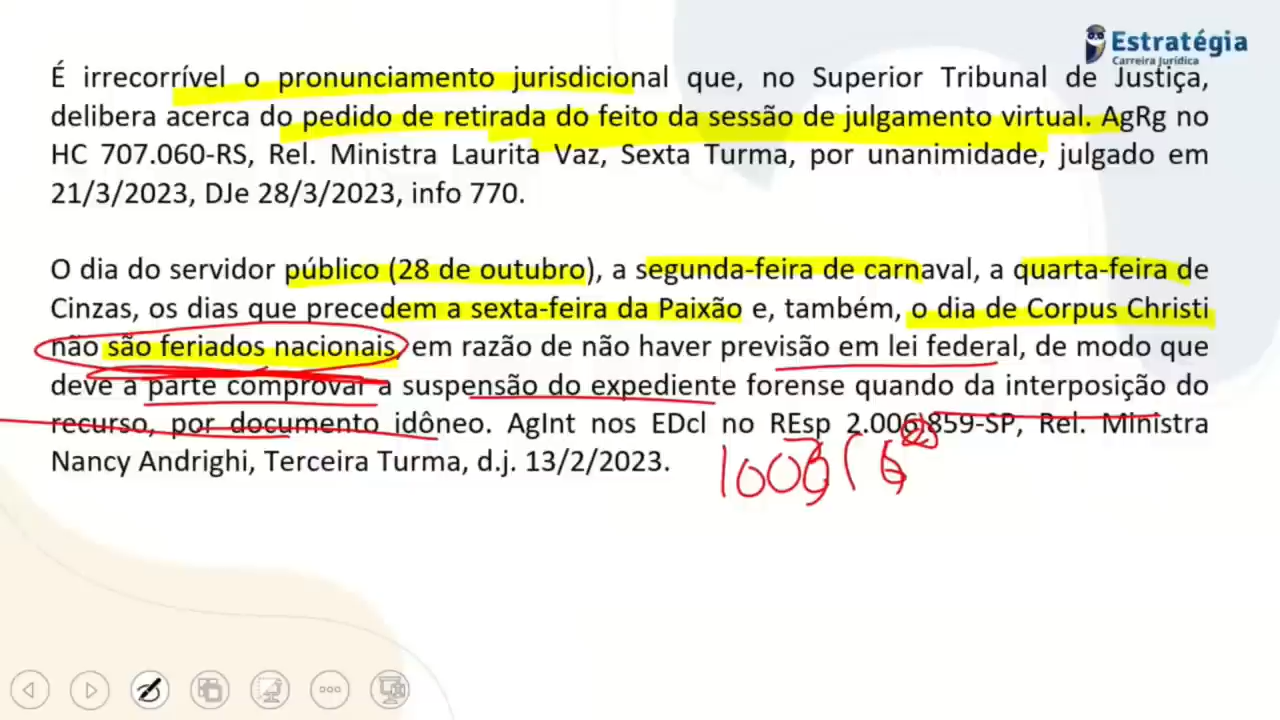 Estratégia
Carreira Jurídica
É irrecorrível o pronunciamento jurisdicional que, no Superior Tribunal de Justiça,
delibera acerca do pedido de retirada do feito da sessão de julgamento virtual. AgRg no
HC 707.060-RS, Rel. Ministra Laurita Vaz, Sexta Turma, por unanimidade, julgado em
21/3/2023, DJe 28/3/2023, info 770.
O dia do servidor público (28 de outubro), a segunda-feira de carnaval, a quarta-feira de
Cinzas, os dias que precedem a sexta-feira da Paixão e, também, o dia de Corpus Christi
não são feriados nacionais, em razão de não haver previsão em lei federal, de modo que
deve a parte comprovar a suspensão do expediente forense quando da interposição do
recurso, por documento idôneo. AgInt nos EDcl no REsp 2.006.859-SP, Rel. Ministra
Nancy Andrighi, Terceira Turma, d.j. 13/2/2023.